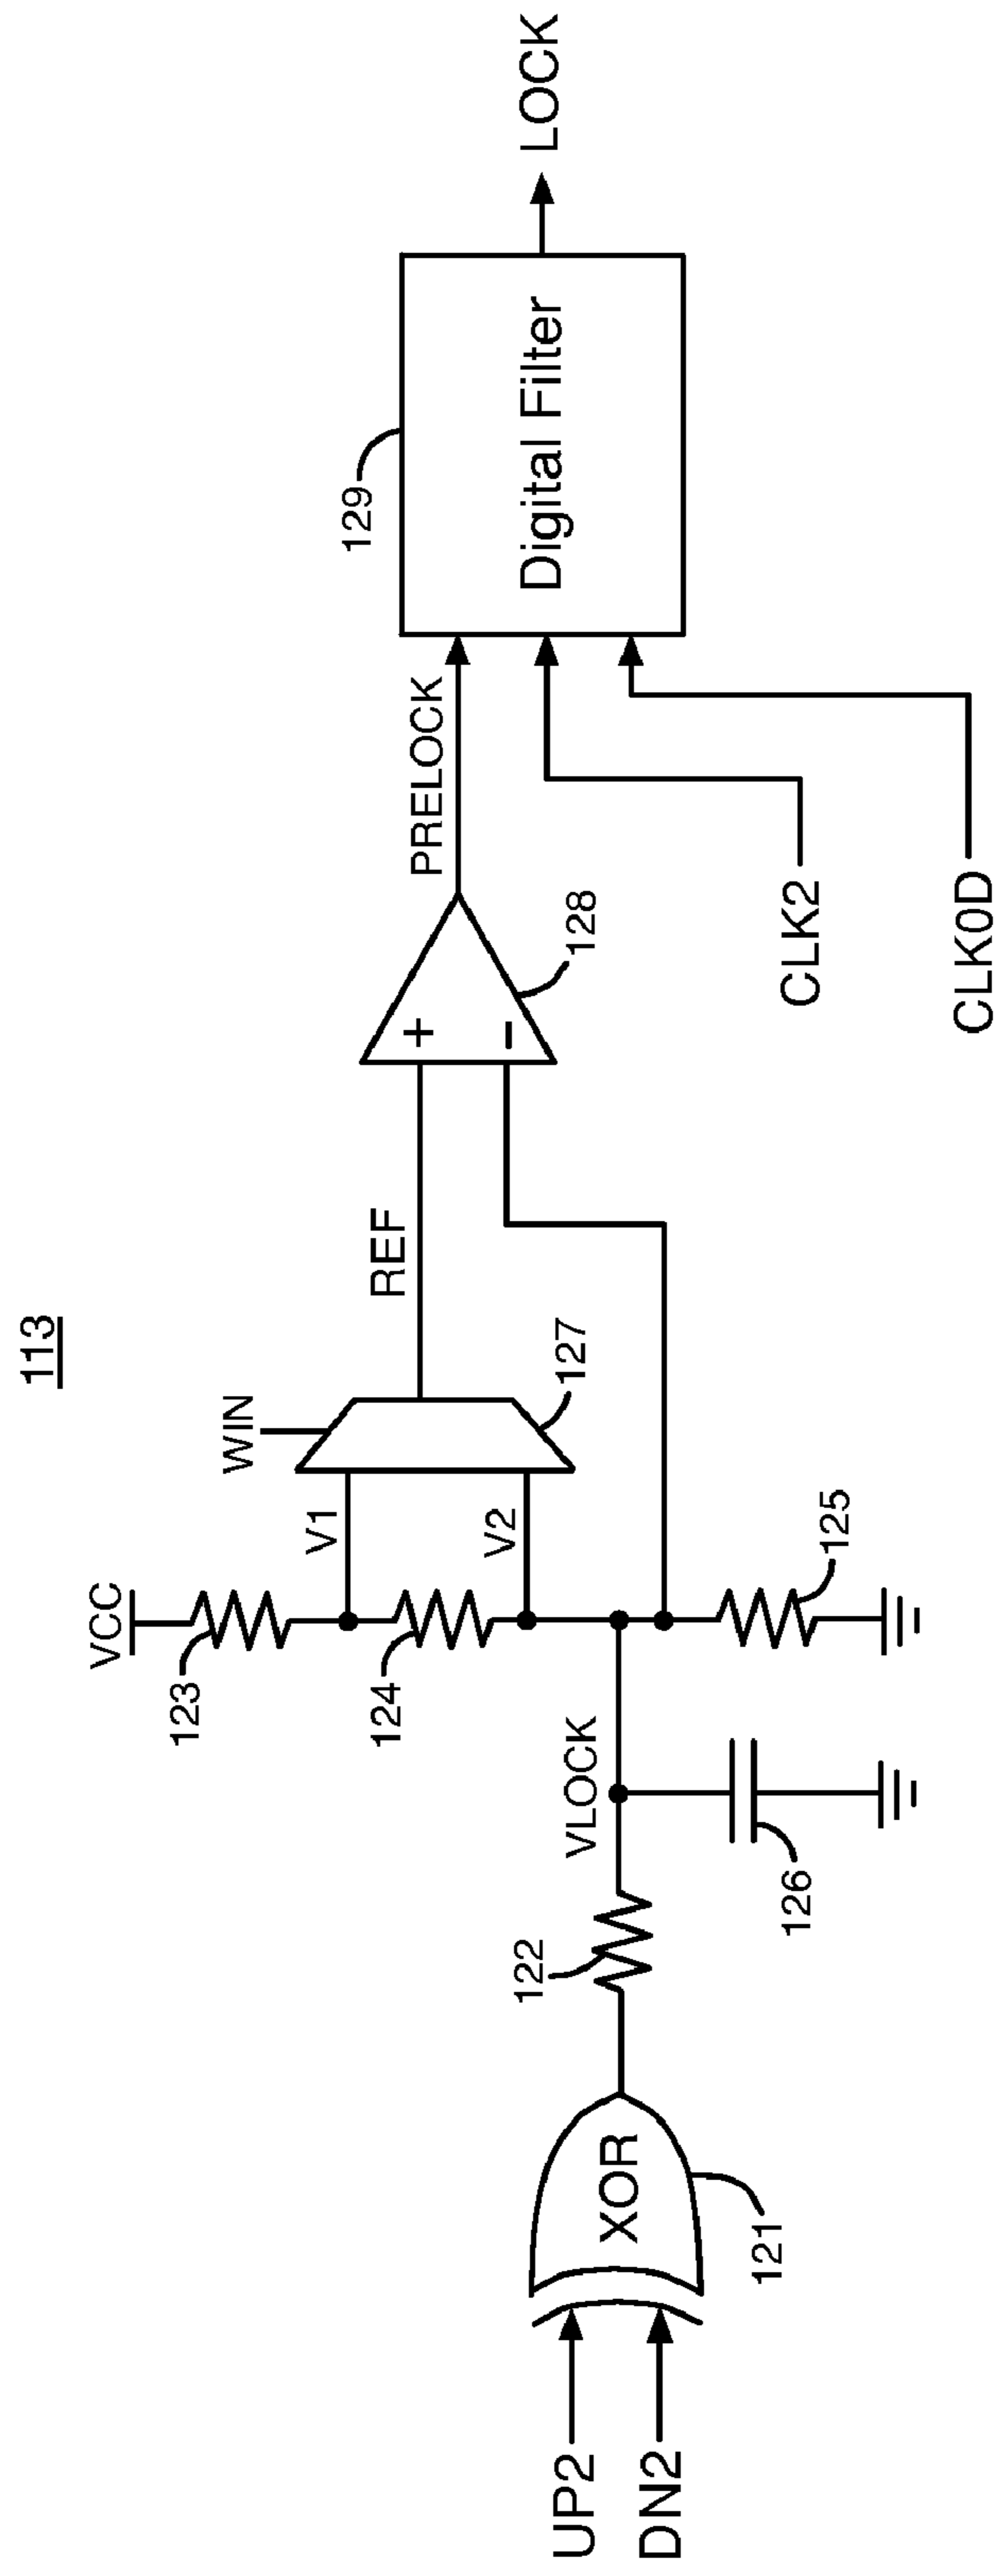 113
VCC
123
124
125
V1
V2
WIN
127
REF
128
+
−
PRELOCK
129
Digital Filter
LOCK
CLK2
CLK0D
VLOCK
122
126
UP2
DN2
XOR
121